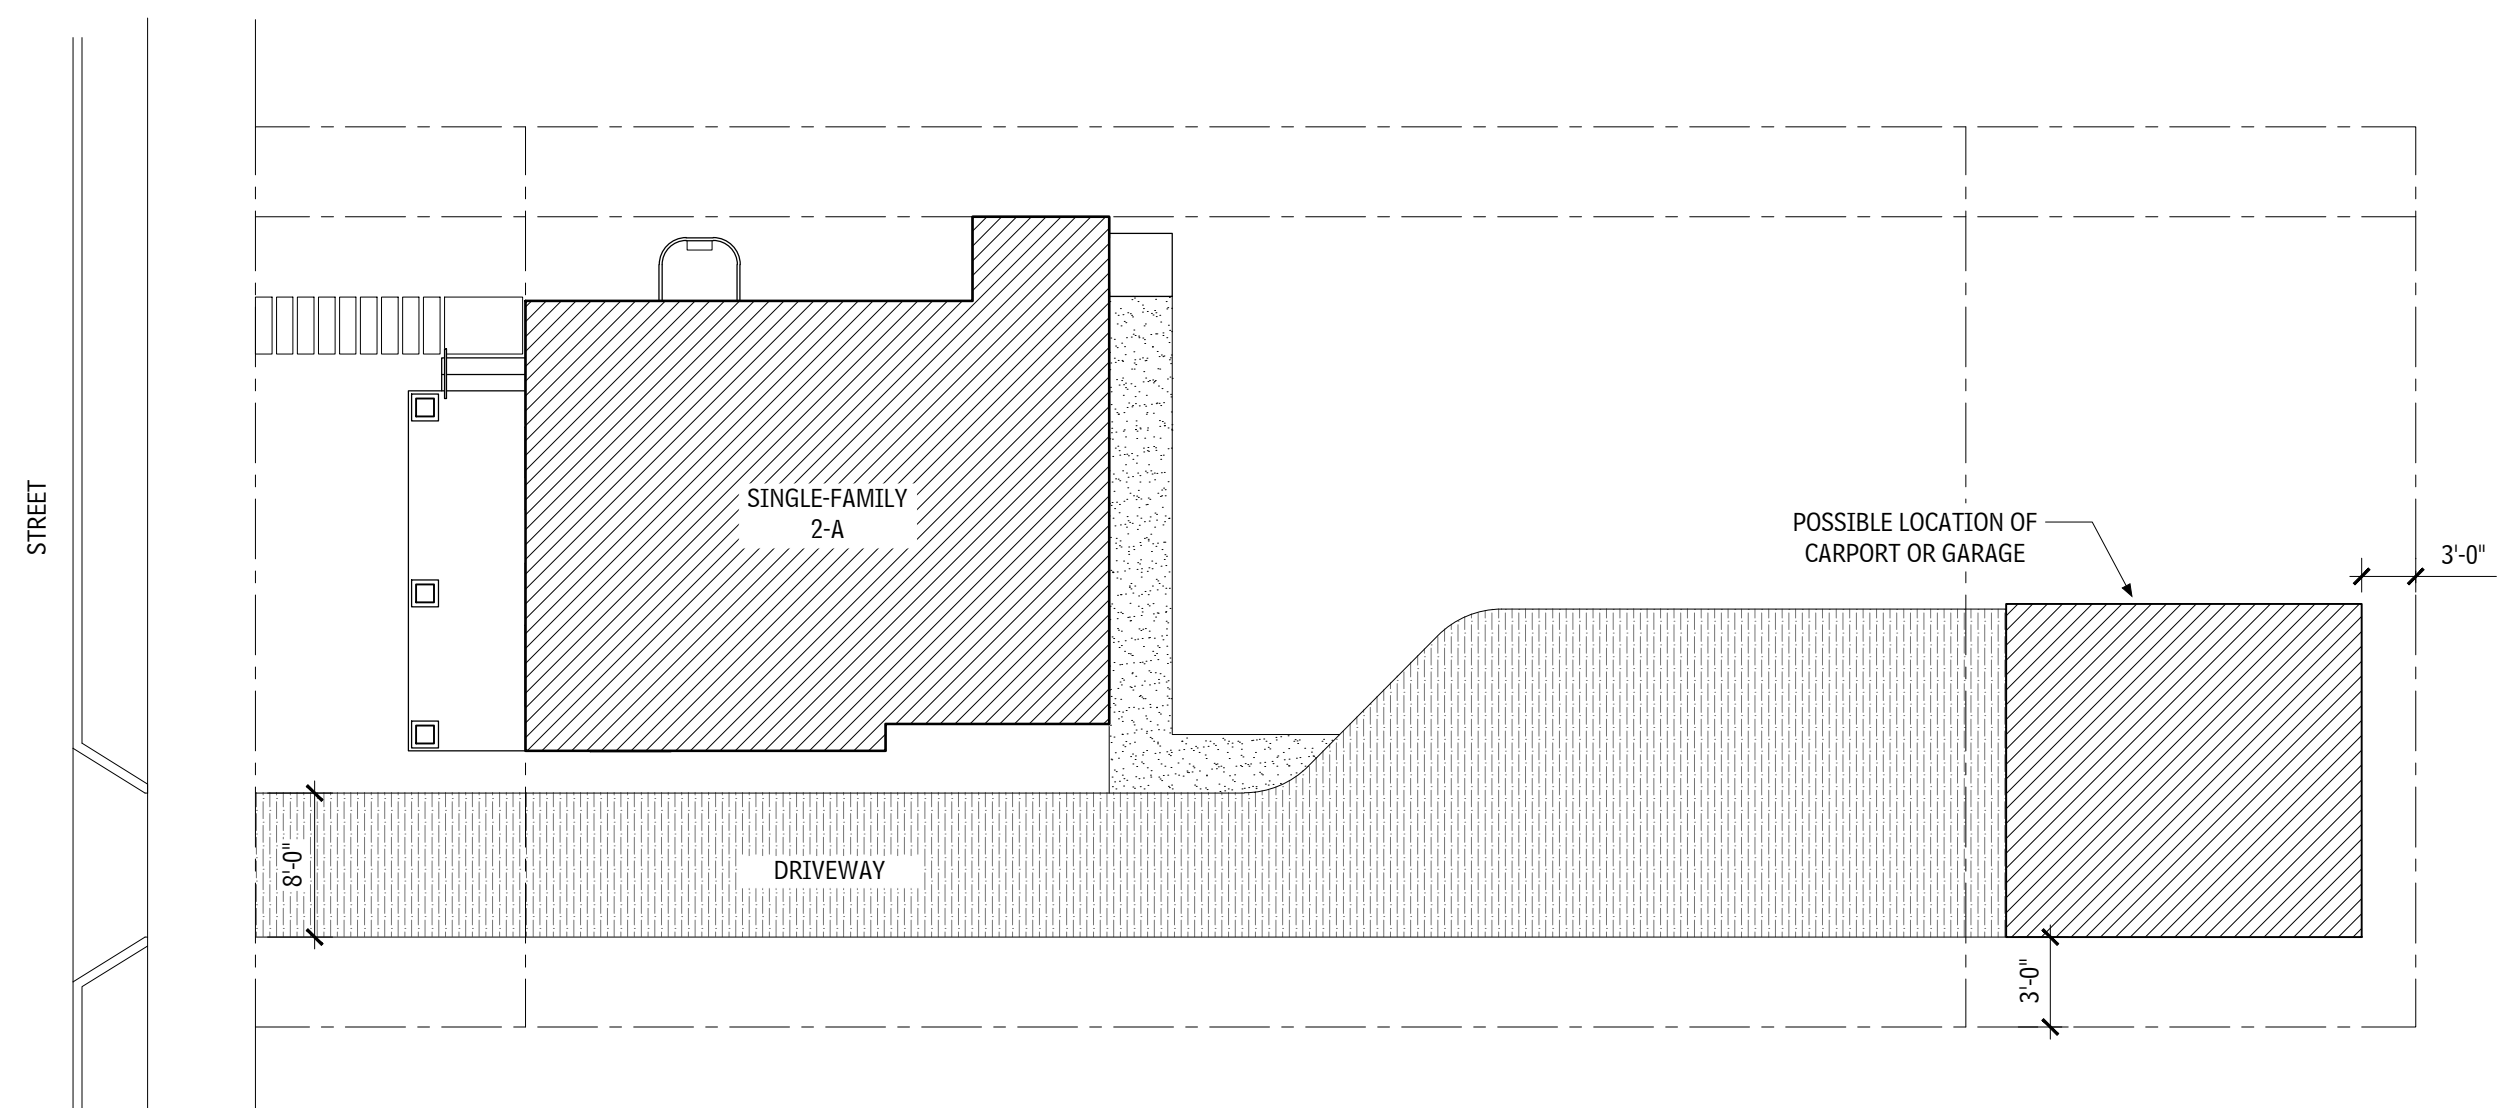 STREET
SINGLE-FAMILY
2-A
POSSIBLE LOCATION OF
CARPORT OR GARAGE
3'-0"
8'-0"
DRIVEWAY
3'-0"